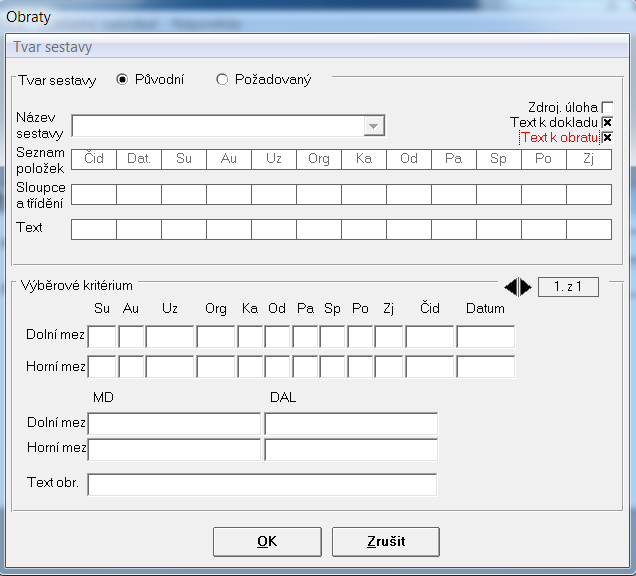 Obraty
Tvar sestavy
Tvar sestavy Původní Požadovaný
Zdroj. úloha
Text k dokladu
Text k obratu
Název
sestavy
Seznam
položek
Čid Dat. Su Au Uz Org Ka Od Pa Sp Po Zj
Sloupce
a třídění
Text
Výběrové kritérium 1. z 1
Su Au Uz Org Ka Od Pa Sp Po Zj Čid Datum
Dolní mez
Horní mez
MD DAL
Dolní mez
Horní mez
Text obr.
OK Zrušit